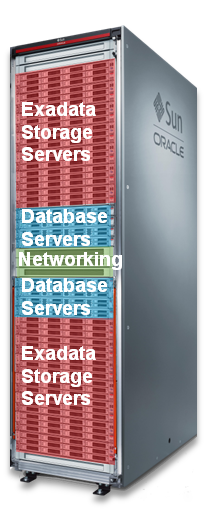 Sun
ORACLE
Exadata
Storage
Servers
Database
Servers
Networking
Database
Servers
Exadata
Storage
Servers